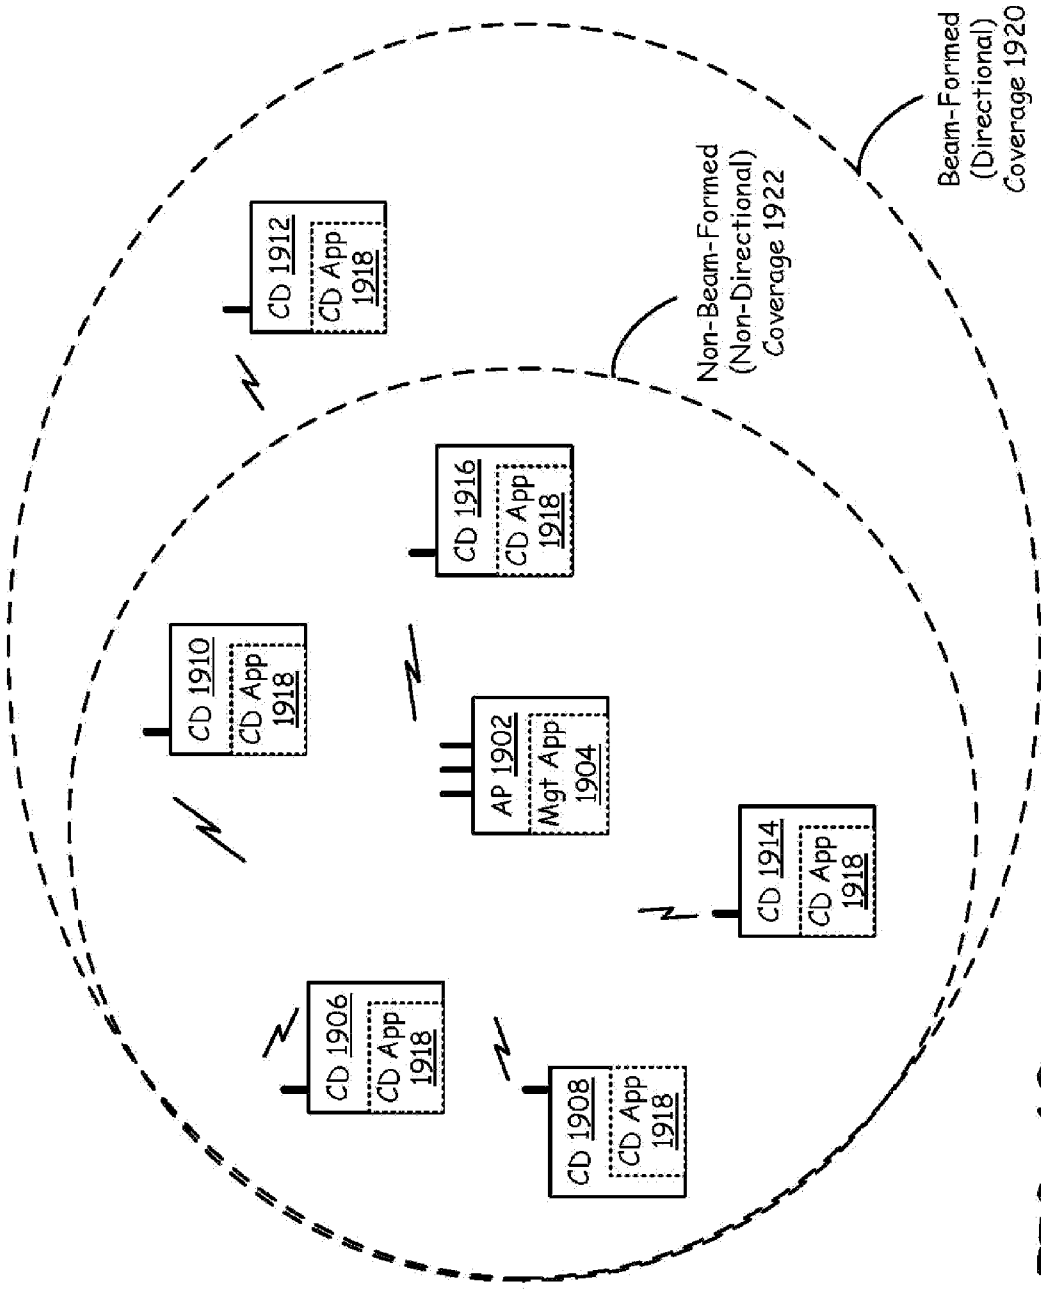 CD 1906
CD App
1918
CD 1910
CD App
1918
CD 1912
CD App
1918
CD 1908
CD App
1918
AP 1902
Mgt App
1904
CD 1916
CD App
1918
CD 1914
CD App
1918
Non-Beam-Formed
(Non-Directional)
Coverage 1922
Beam-Formed
(Directional)
Coverage 1920